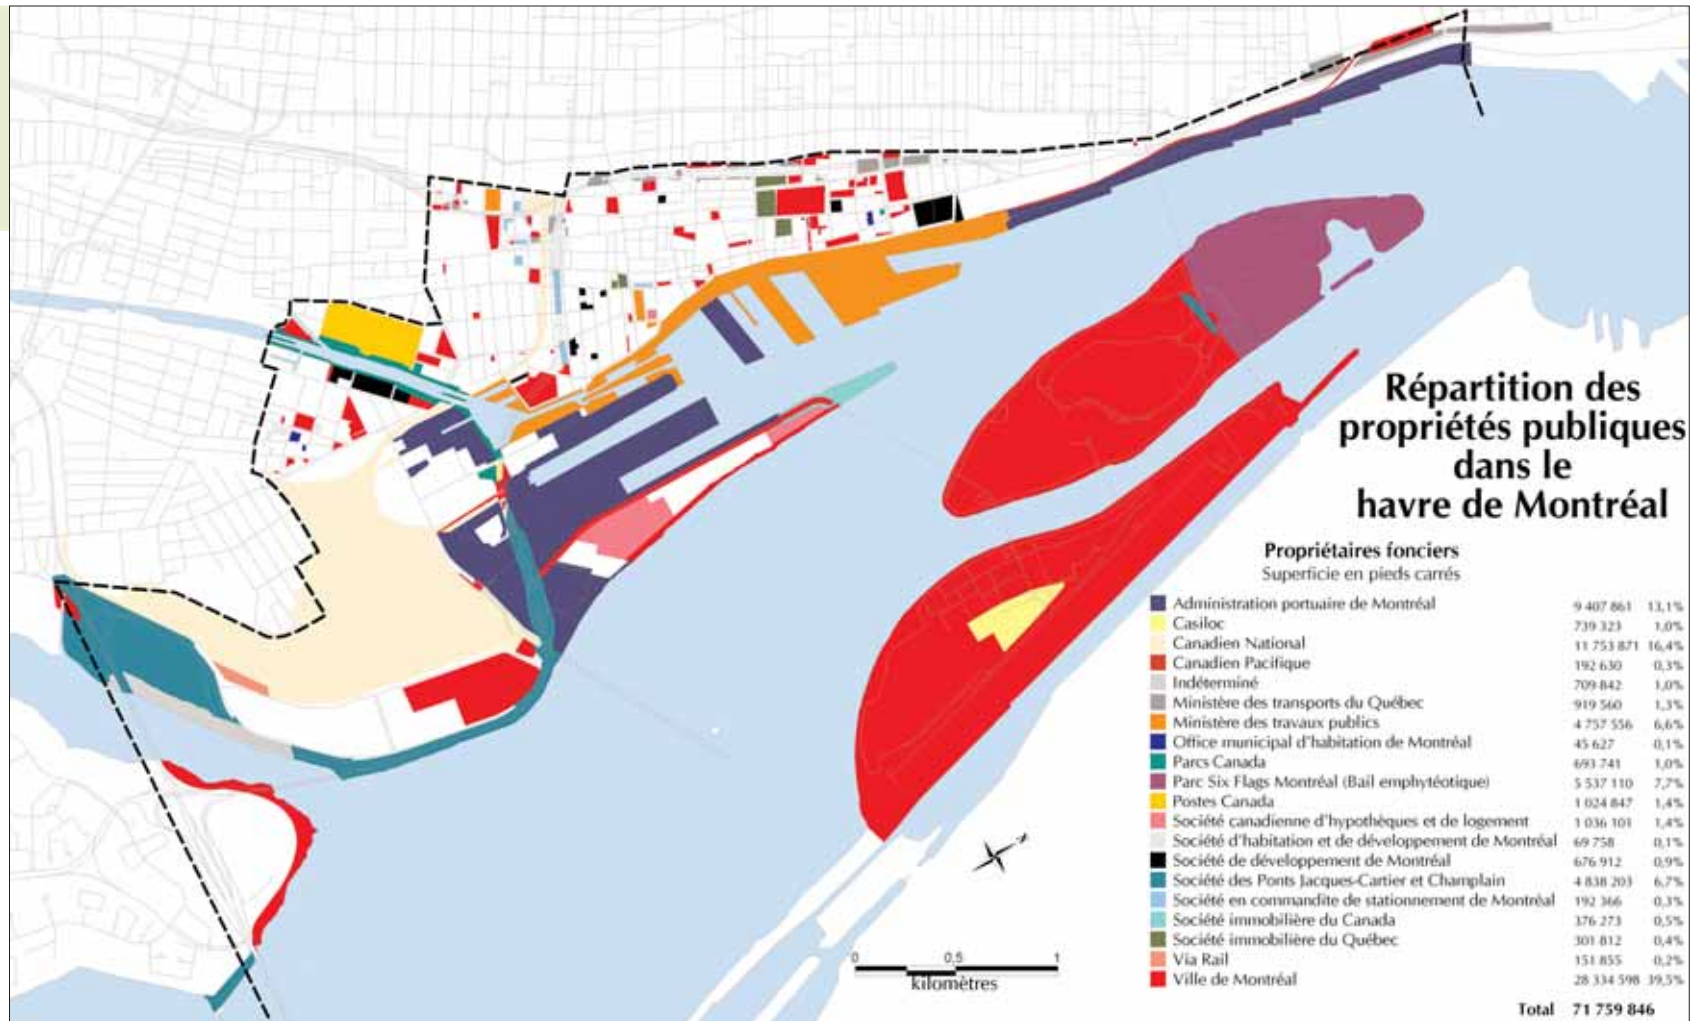 Répartition des
propriétés publiques
dans le
havre de Montréal
Propriétaires fonciers
Superficie en pieds carrés
Administration portuaire de Montréal 9 407 861 13,1%
Casiloc 739 323 1,0%
Canadien National 11 753 871 16,4%
Canadien Pacifique 192 630 0,3%
Indéterminé 709 842 1,0%
Ministère des transports du Québec 919 560 1,3%
Ministère des travaux publics 4 757 556 6,6%
Office municipal d'habitation de Montréal 45 627 0,1%
Parcs Canada 693 741 1,0%
Parc Six Flags Montréal (Bail emphytéotique) 5 537 110 7,7%
Postes Canada 1 024 847 1,4%
Société canadienne d'hypothèques et de logement 1 036 101 1,4%
Société d'habitation et de développement de Montréal 69 758 0,1%
Société de développement de Montréal 676 912 0,9%
Société des Ponts Jacques-Cartier et Champlain 4 838 203 6,7%
Société en commandite de stationnement de Montréal 192 366 0,3%
Société immobilière du Canada 376 273 0,5%
Société immobilière du Québec 301 812 0,4%
Via Rail 151 855 0,2%
Ville de Montréal 28 334 598 39,5%
Total 71 759 846
0 0,5 1
kilomètres